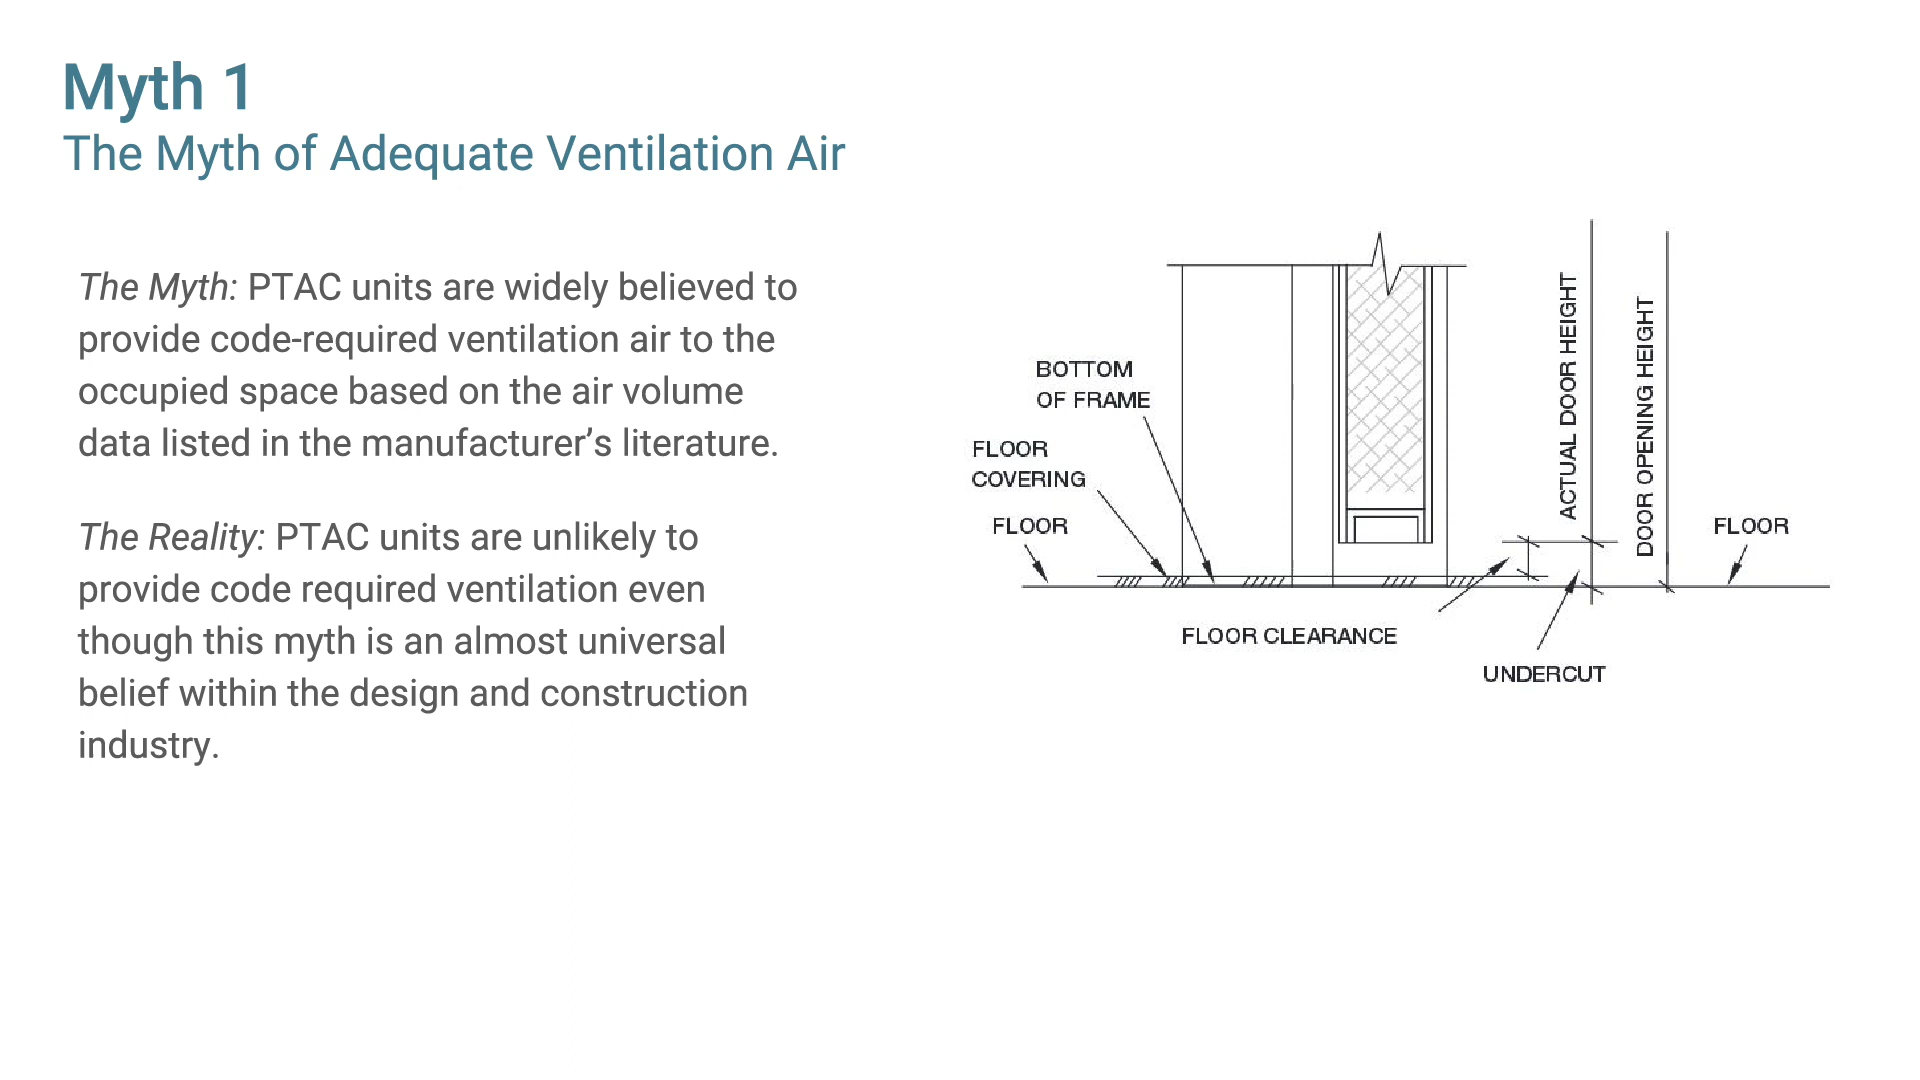 Myth 1
The Myth of Adequate Ventilation Air
The Myth: PTAC units are widely believed to
provide code-required ventilation air to the
occupied space based on the air volume
data listed in the manufacturer’s literature.
The Reality: PTAC units are unlikely to
provide code required ventilation even
though this myth is an almost universal
belief within the design and construction
industry.
BOTTOM
OF FRAME
FLOOR
COVERING
FLOOR
FLOOR CLEARANCE
UNDERCUT
ACTUAL DOOR HEIGHT
DOOR OPENING HEIGHT
FLOOR